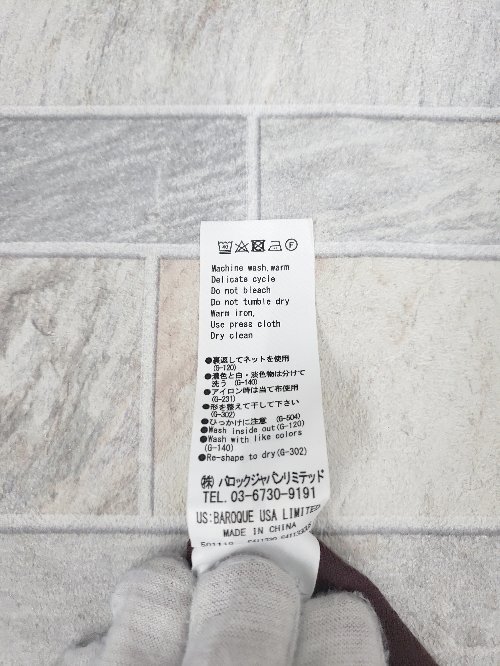 40 F
Machine wash,warm
Delicate cycle
Do not bleach
Do not tumble dry
Warm iron,
Use press cloth
Dry clean
●裏返してネットを使用
(G-120)
●濃色と白・淡色物は分けて
洗う (G-140)
●アイロン時は当て布使用
(G-231)
●形を整えて干して下さい
(G-302)
●ひっかけに注意 (G-504)
●Wash inside out(G-120)
●Wash with like colors
(G-140)
●Re-shape to dry(G-302)
㈱ バロックジャパンリミテッド
TEL. 03-6730-9191
US:BAROQUE USA LIMITED
MADE IN CHINA